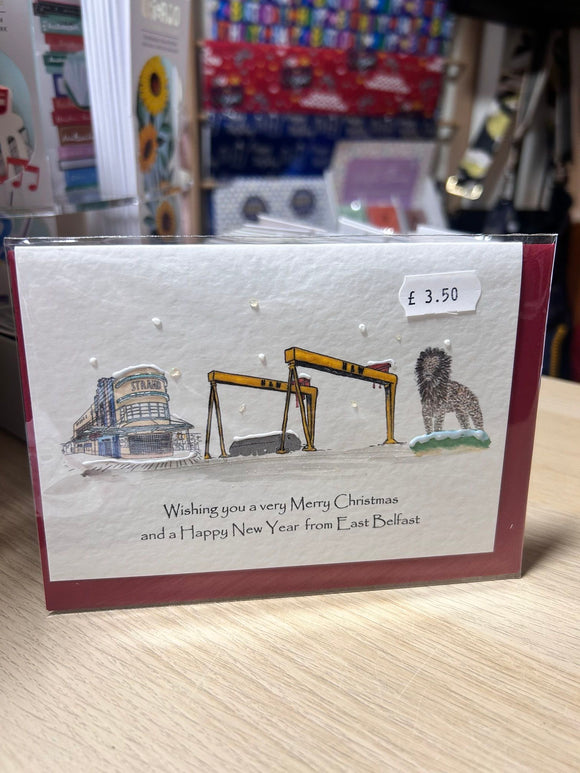 £ 3.50
STRAND
H&W
H&W
Wishing you a very Merry Christmas
and a Happy New Year from East Belfast